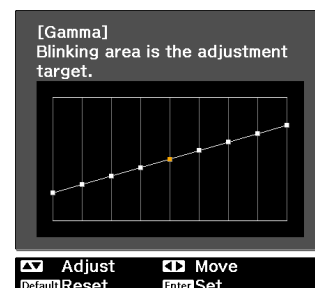 [Gamma]
Blinking area is the adjustment
target.
Adjust Move
Default Reset Enter Set